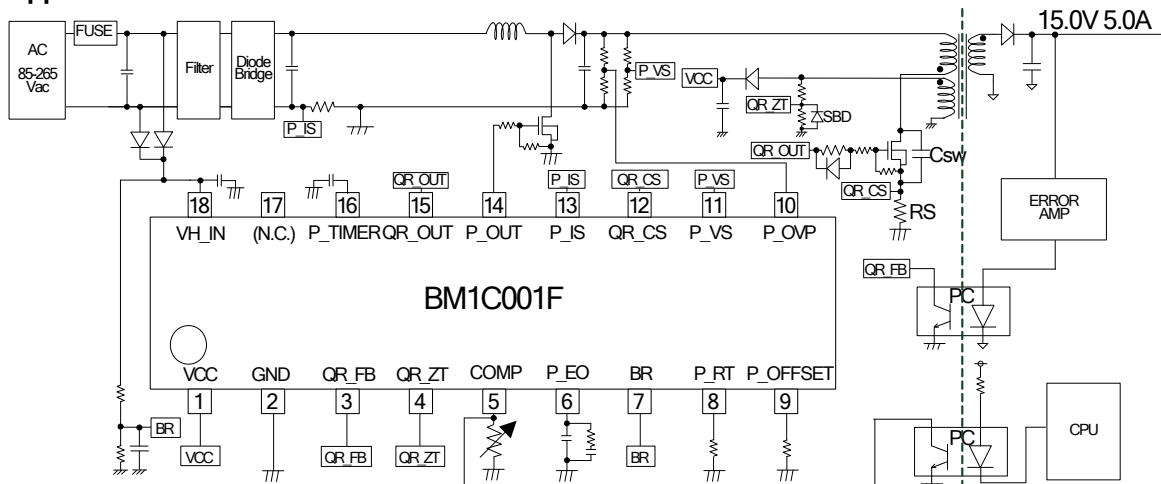 15.0V 5.0A
AC
85-265
Vac
FUSE
Filter
Diode
Bridge
P_IS
P_VS
VCC
QR_ZT
SBD
QR_OUT
Csw
QR_CS
RS
ERROR
AMP
QR_FB
PC
QR_OUT
P_IS
QR_CS
P_VS
18 17 16 15 14 13 12 11 10
VH_IN (N.C.) P_TIMER QR_OUT P_OUT P_IS QR_CS P_VS P_OVP
BM1C001F
VCC GND QR_FB QR_ZT COMP P_EO BR P_RT P_OFFSET
1 2 3 4 5 6 7 8 9
BR
VCC
QR_FB
QR_ZT
BR
PC
CPU